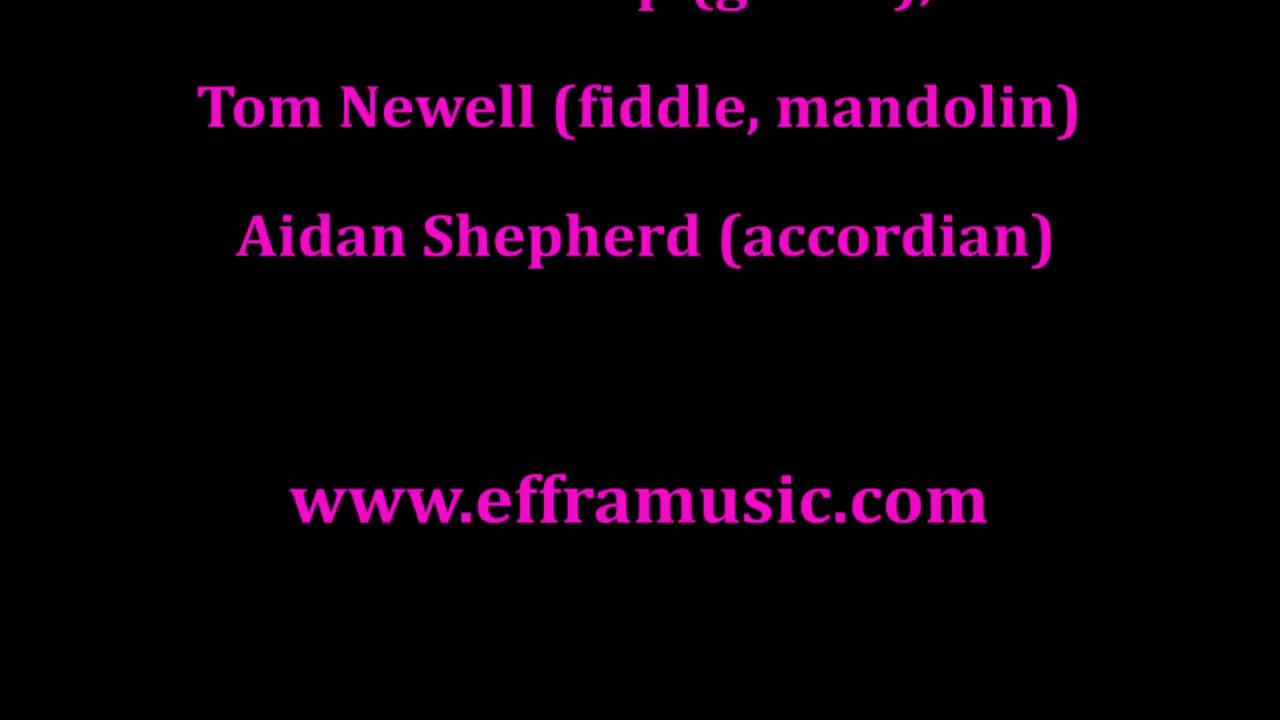 Tom Newell (fiddle, mandolin)
Aidan Shepherd (accordian)
www.efframusic.com